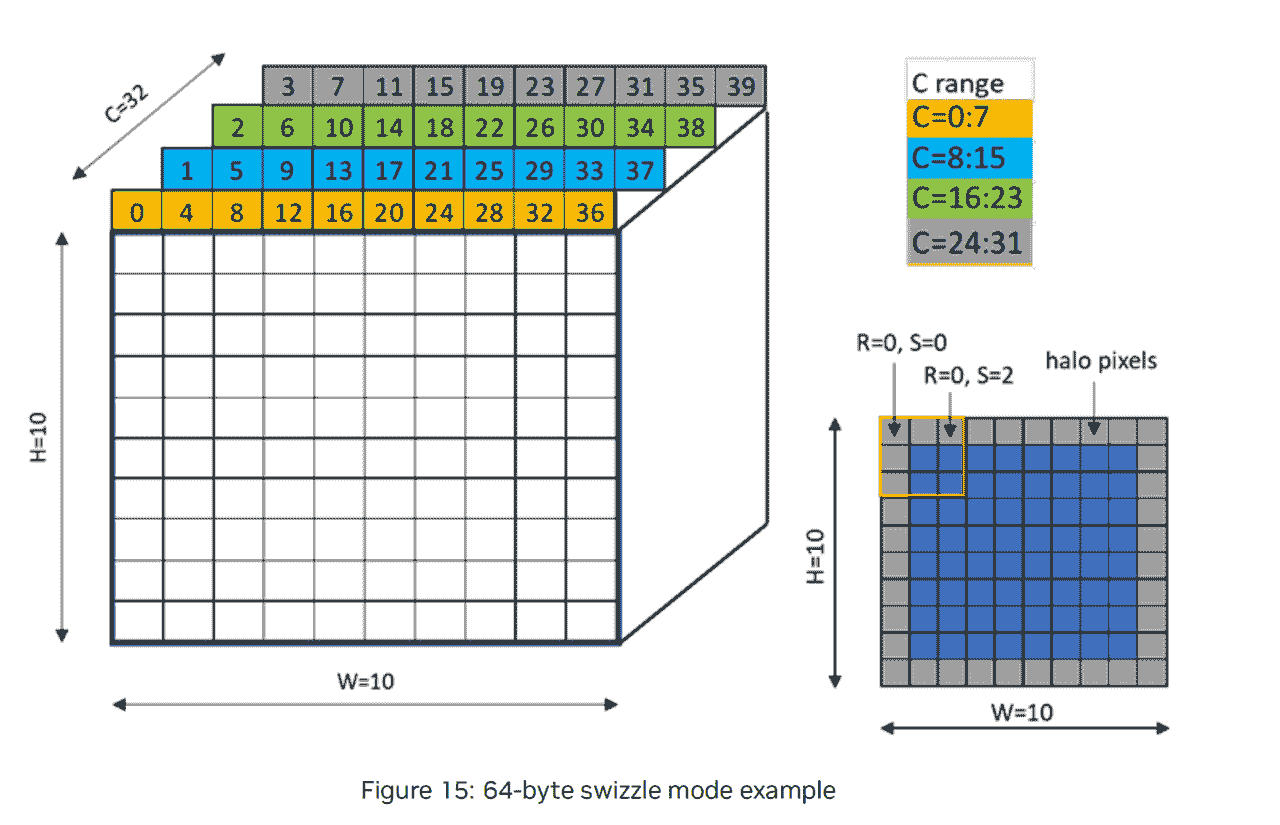 C=32
3 7 11 15 19 23 27 31 35 39
2 6 10 14 18 22 26 30 34 38
1 5 9 13 17 21 25 29 33 37
0 4 8 12 16 20 24 28 32 36
H=10
W=10
C range
C=0:7
C=8:15
C=16:23
C=24:31
R=0, S=0
R=0, S=2
halo pixels
H=10
W=10
Figure 15: 64-byte swizzle mode example